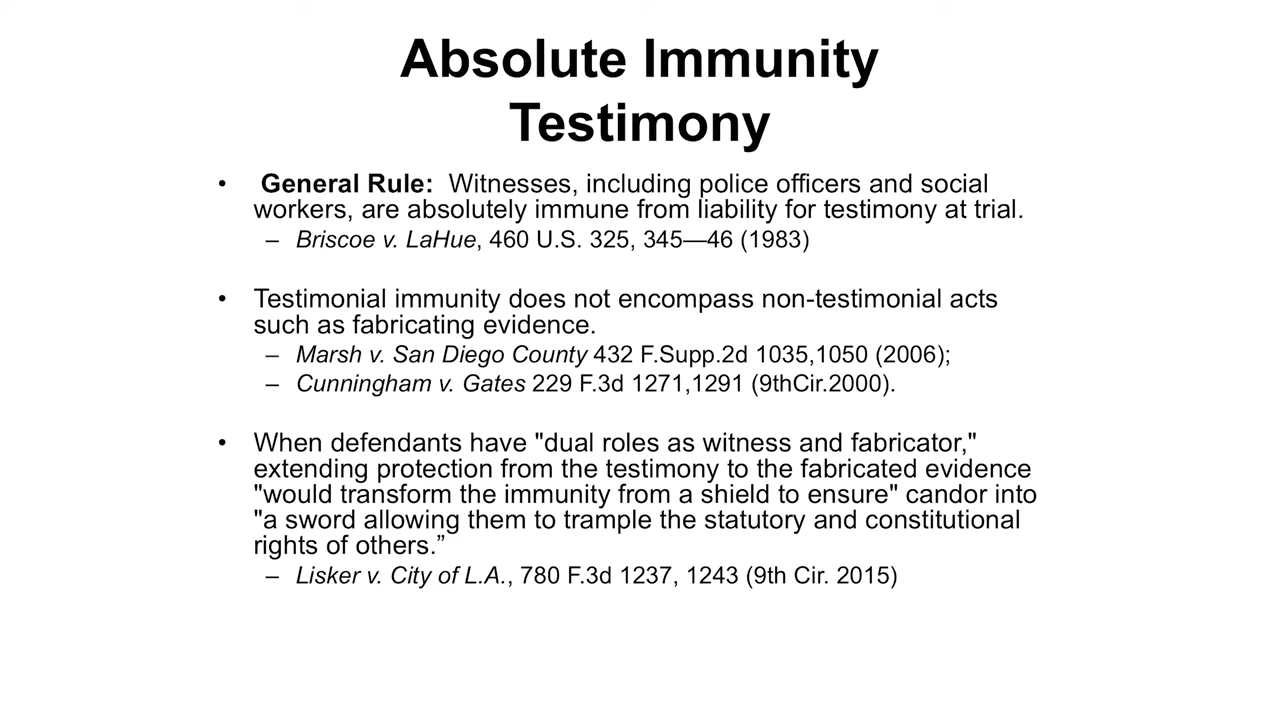 Absolute Immunity
Testimony
• General Rule: Witnesses, including police officers and social
workers, are absolutely immune from liability for testimony at trial.
– Briscoe v. LaHue, 460 U.S. 325, 345—46 (1983)
• Testimonial immunity does not encompass non-testimonial acts
such as fabricating evidence.
– Marsh v. San Diego County 432 F.Supp.2d 1035,1050 (2006);
– Cunningham v. Gates 229 F.3d 1271,1291 (9thCir.2000).
• When defendants have "dual roles as witness and fabricator,"
extending protection from the testimony to the fabricated evidence
"would transform the immunity from a shield to ensure" candor into
"a sword allowing them to trample the statutory and constitutional
rights of others.”
– Lisker v. City of L.A., 780 F.3d 1237, 1243 (9th Cir. 2015)